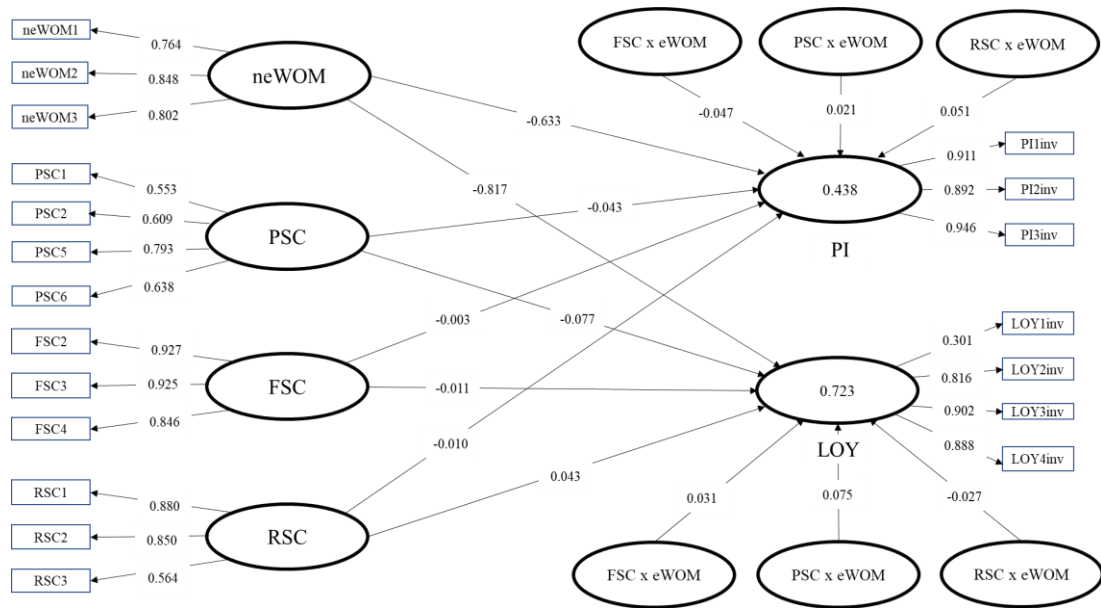 neWOM1
neWOM2
neWOM3
0.764
0.848
0.802
neWOM
PSC1
PSC2
PSC5
PSC6
0.553
0.609
0.793
0.638
PSC
FSC2
FSC3
FSC4
0.927
0.925
0.846
FSC
RSC1
RSC2
RSC3
0.880
0.850
0.564
RSC
-0.633
-0.817
-0.043
-0.077
-0.003
-0.011
-0.010
0.043
FSC x eWOM
PSC x eWOM
RSC x eWOM
-0.047
0.021
0.051
0.438
PI
0.911
0.892
0.946
PI1inv
PI2inv
PI3inv
0.723
LOY
0.301
0.816
0.902
0.888
LOY1inv
LOY2inv
LOY3inv
LOY4inv
0.031
0.075
-0.027
FSC x eWOM
PSC x eWOM
RSC x eWOM